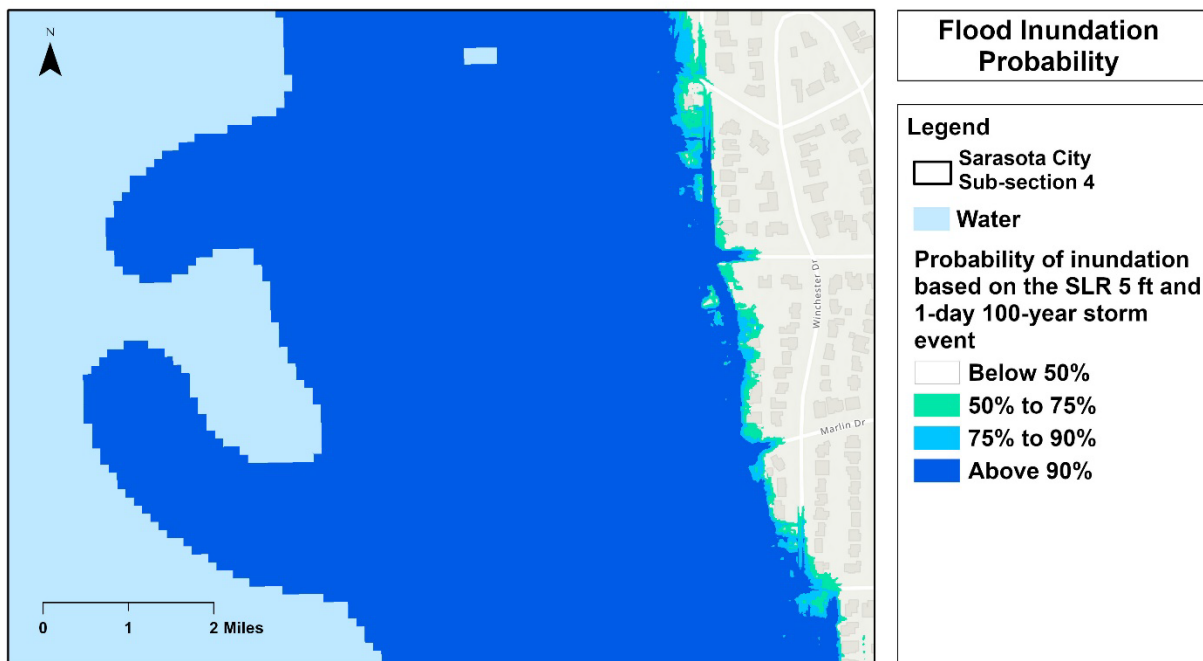 N
Winchester Dr
Marlin Dr
0 1 2 Miles
Flood Inundation
Probability
Legend
Sarasota City
Sub-section 4
Water
Probability of inundation
based on the SLR 5 ft and
1-day 100-year storm
event
Below 50%
50% to 75%
75% to 90%
Above 90%